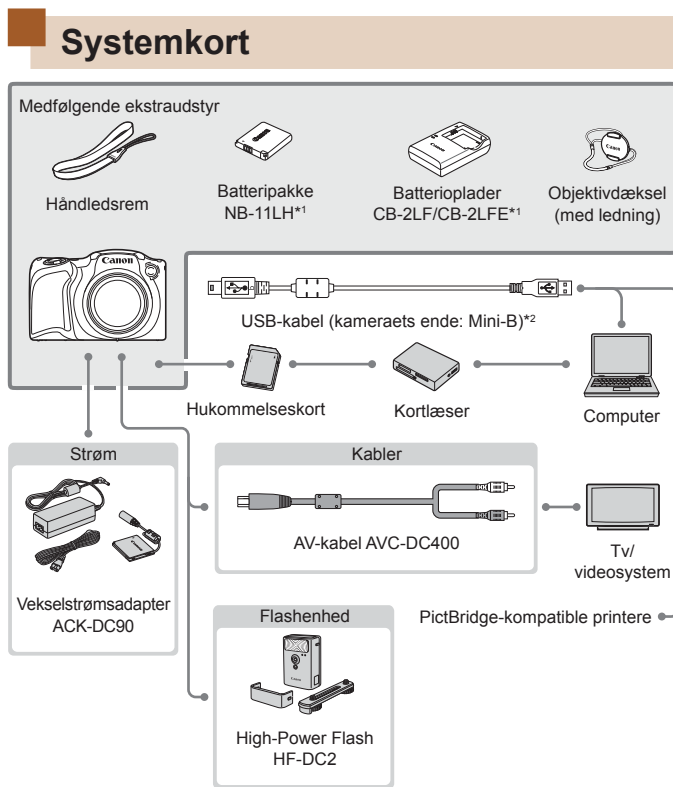 Systemkort
Medfølgende ekstraudstyr
Håndledsrem
Batteripakke
NB-11LH*1
Batterioplader
CB-2LF/CB-2LFE*1
Objektivdæksel
(med ledning)
Canon
USB-kabel (kameraets ende: Mini-B)*2
Hukommelseskort
Kortlæser
Computer
Strøm
Vekselstrømsadapter
ACK-DC90
Kabler
AV-kabel AVC-DC400
Tv/
videosystem
Flashenhed
High-Power Flash
HF-DC2
PictBridge-kompatible printere